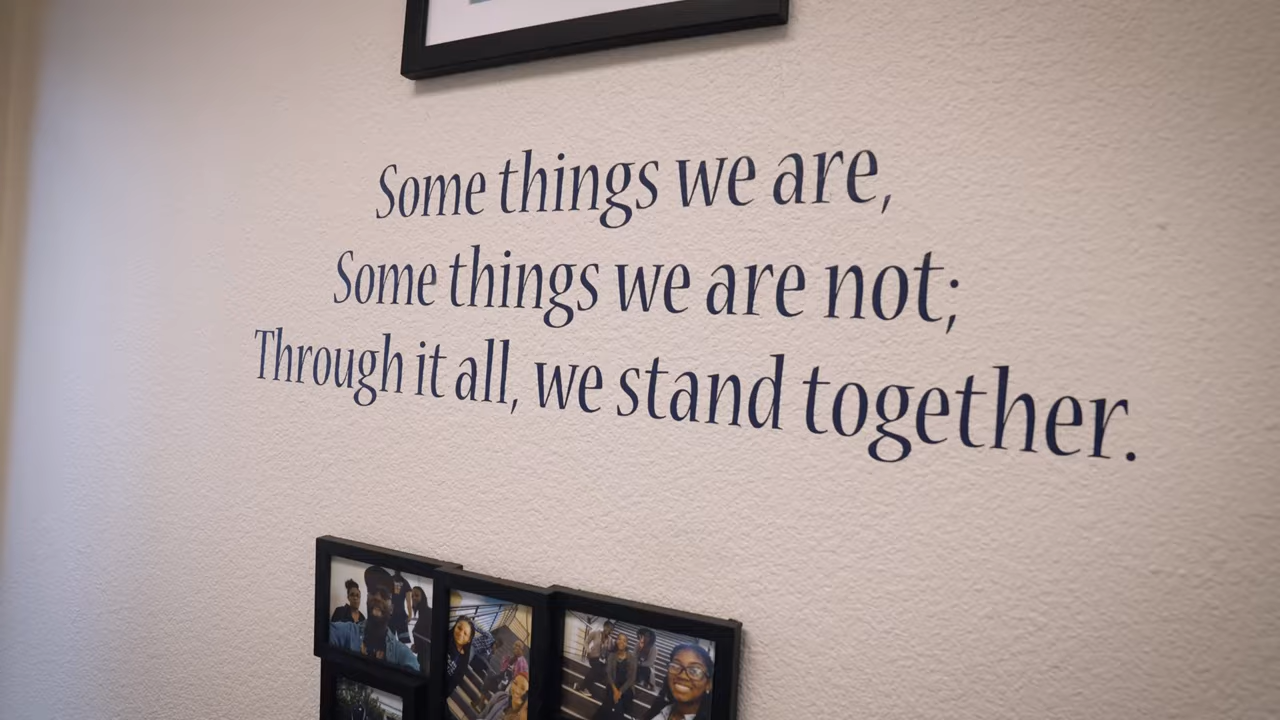 Some things we are,
Some things we are not;
Through it all, we stand together.